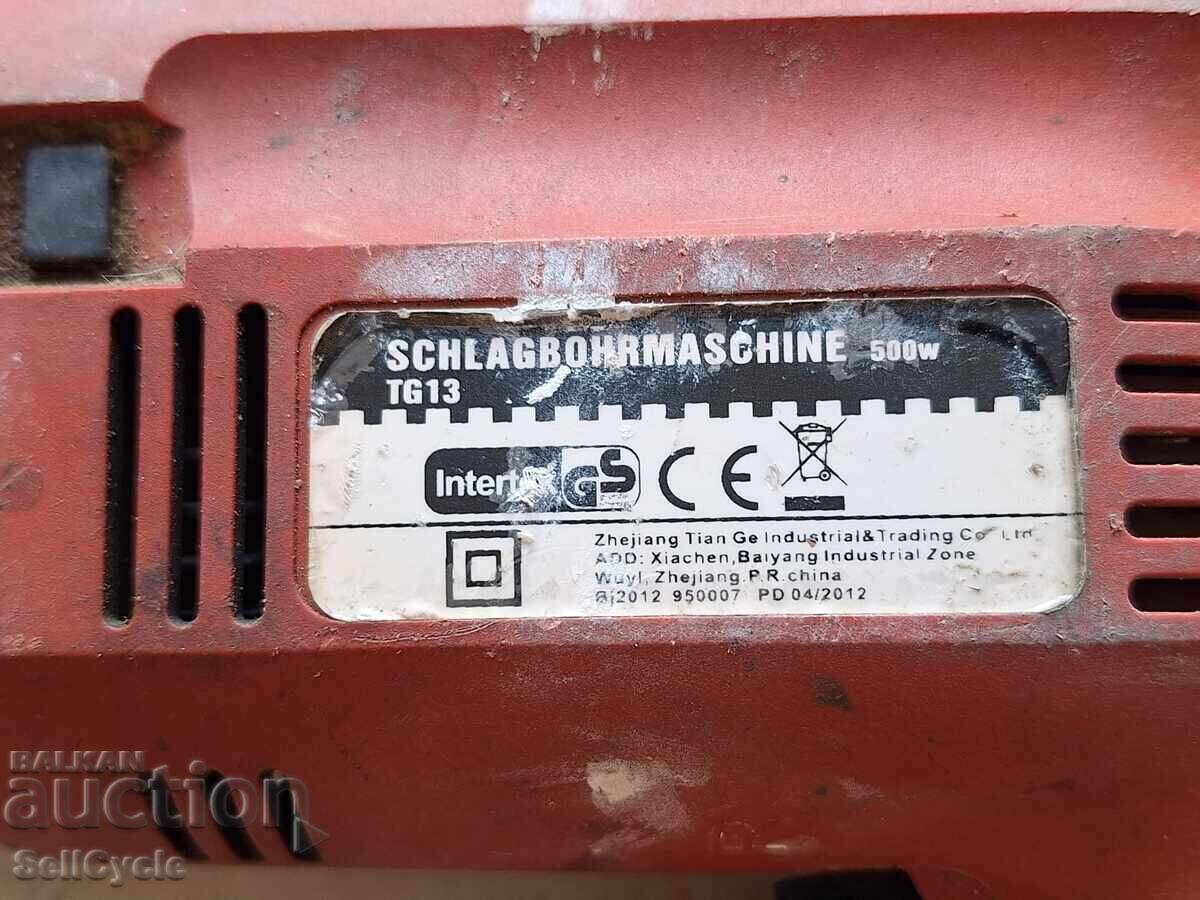 SCHLAGBOHRMASCHINE 500w
TG13
GS CE
Zhejiang Tian Ge Industrial&Trading Co Ltd
ADD: Xiachen,Baiyang Industrial Zone
Wuyi, Zhejiang.P.R.china
2012 950007 PD 04/2012
BALKAN
auction
SellCycle